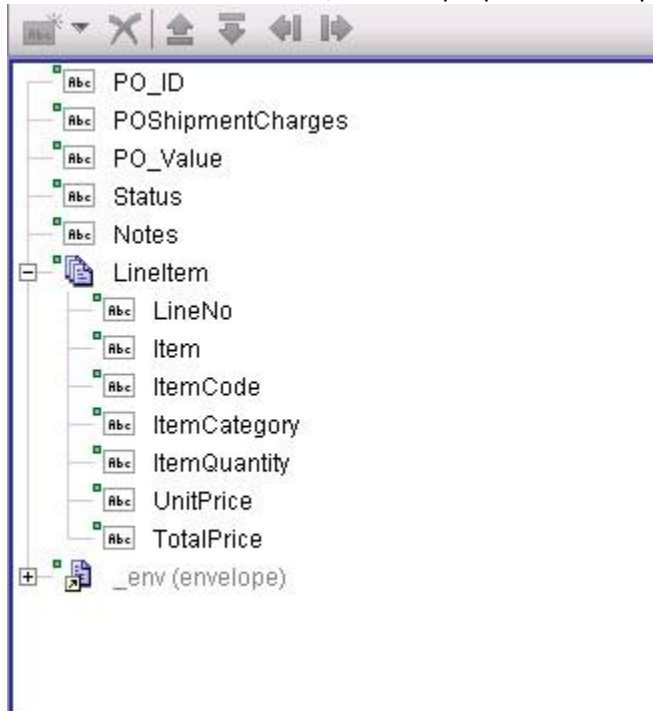 PO_ID
POShipmentCharges
PO_Value
Status
Notes
LineItem
LineNo
Item
ItemCode
ItemCategory
ItemQuantity
UnitPrice
TotalPrice
_env (envelope)